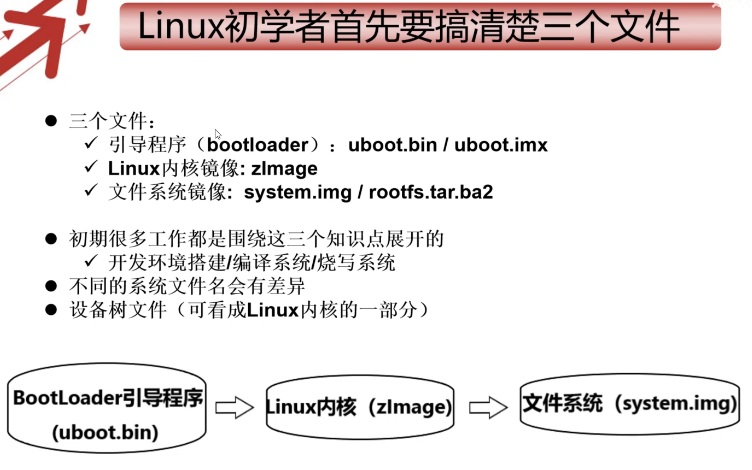 Linux初学者首先要搞清楚三个文件
● 三个文件：
✓ 引导程序（bootloader）：uboot.bin / uboot.imx
✓ Linux内核镜像: zImage
✓ 文件系统镜像: system.img / rootfs.tar.ba2
● 初期很多工作都是围绕这三个知识点展开的
✓ 开发环境搭建/编译系统/烧写系统
● 不同的系统文件名会有差异
● 设备树文件（可看成Linux内核的一部分）
BootLoader引导程序
(uboot.bin)
Linux内核（zImage)
文件系统（system.img)